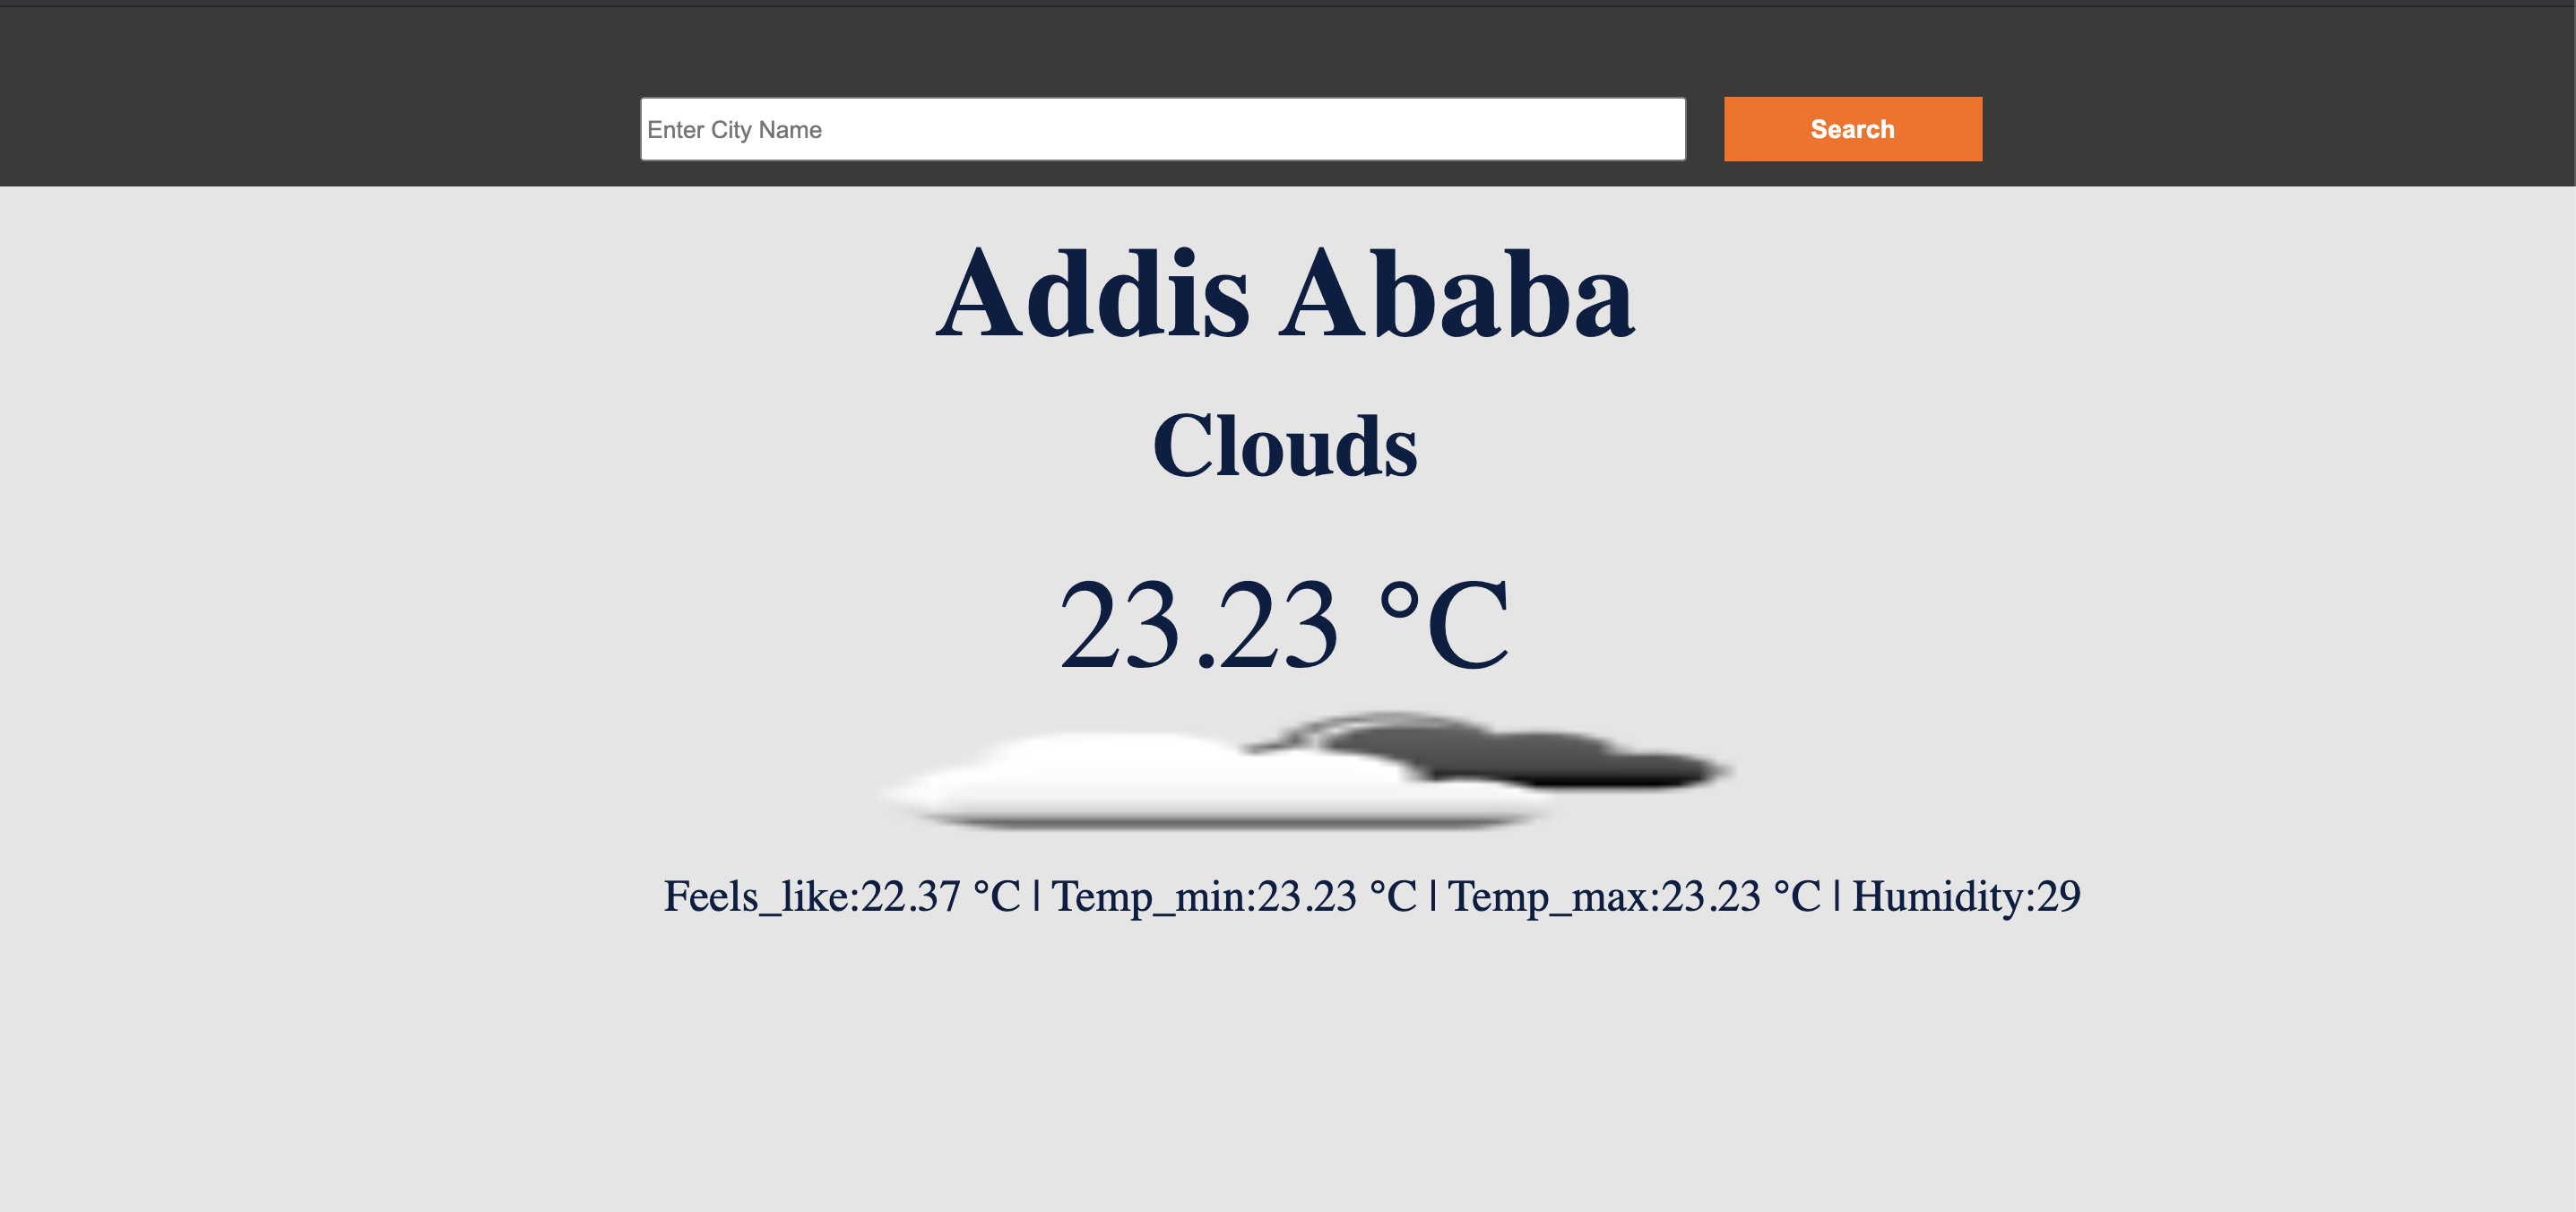 Enter City Name Search
Addis Ababa
Clouds
23.23 °C
Feels_like:22.37 °C | Temp_min:23.23 °C | Temp_max:23.23 °C | Humidity:29